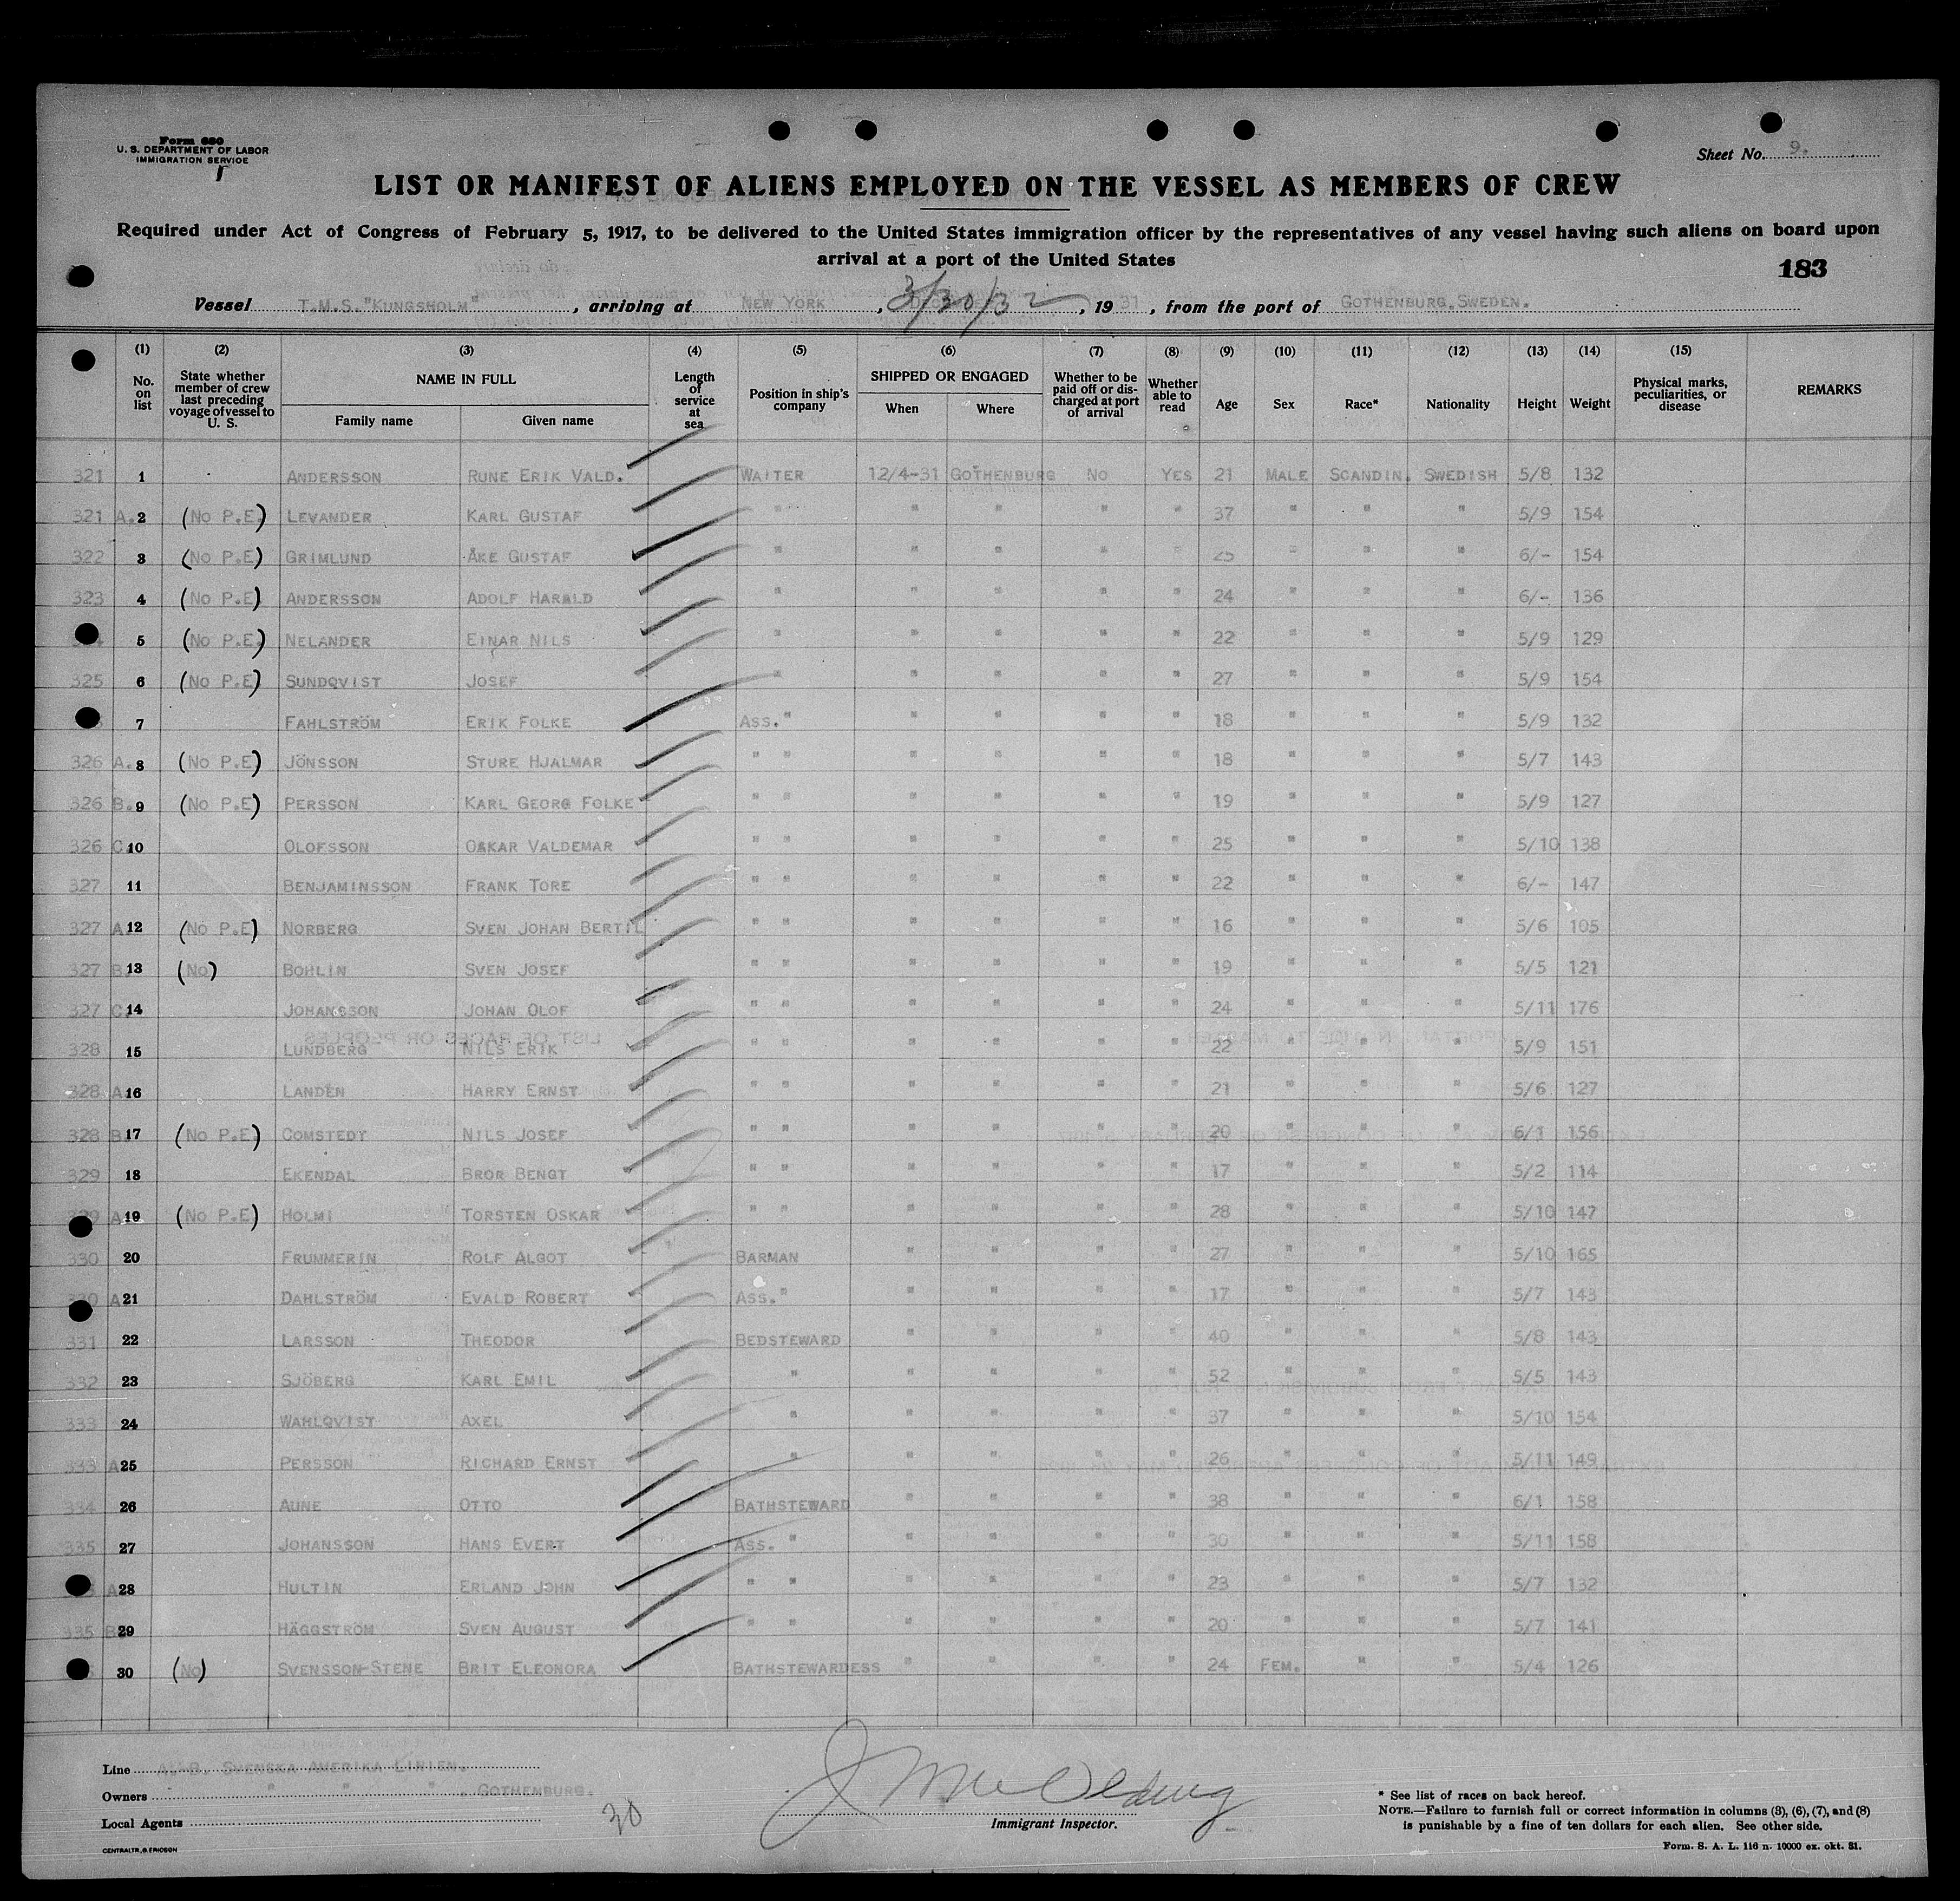 Form 680
U. S. DEPARTMENT OF LABOR
IMMIGRATION SERVICE
Sheet No. 9.
LIST OR MANIFEST OF ALIENS EMPLOYED ON THE VESSEL AS MEMBERS OF CREW
Required under Act of Congress of February 5, 1917, to be delivered to the United States immigration officer by the representatives of any vessel having such aliens on board upon
arrival at a port of the United States
183
Vessel T.M.S. "KUNGSHOLM", arriving at NEW YORK, 3/30/32, 1931, from the port of GOTHENBURG. SWEDEN.
(1) (2) (3) (4) (5) (6) (7) (8) (9) (10) (11) (12) (13) (14) (15)
No. on list | State whether member of crew last preceding voyage of vessel to U. S. | NAME IN FULL | Length of service at sea | Position in ship's company | SHIPPED OR ENGAGED | Whether to be paid off or discharged at port of arrival | Whether able to read | Age | Sex | Race* | Nationality | Height | Weight | Physical marks, peculiarities, or disease | REMARKS
Family name | Given name | When | Where
321 1 ANDERSSON RUNE ERIK VALD. WAITER 12/4-31 GOTHENBURG NO YES 21 MALE SCANDIN. SWEDISH 5/8 132
321 A. 2 (No P.E) LEVANDER KARL GUSTAF " " " " " 37 " " " 5/9 154
322 3 (No P.E) GRIMLUND ÅKE GUSTAF " " " " " 25 " " " 6/- 154
323 4 (No P.E) ANDERSSON ADOLF HARALD " " " " " 24 " " " 6/- 136
5 (No P.E) NELANDER EINAR NILS " " " " " 22 " " " 5/9 129
325 6 (No P.E) SUNDQVIST JOSEF " " " " " 27 " " " 5/9 154
7 FAHLSTRÖM ERIK FOLKE ASS. " " " " " 18 " " " 5/9 132
326 A. 8 (No P.E) JÖNSSON STURE HJALMAR " " " " " " 18 " " " 5/7 143
326 B. 9 (No P.E) PERSSON KARL GEORG FOLKE " " " " " " 19 " " " 5/9 127
326 C. 10 OLOFSSON OSKAR VALDEMAR " " " " " " 25 " " " 5/10 138
327 11 BENJAMINSSON FRANK TORE " " " " " " 22 " " " 6/- 147
327 A. 12 (No P.E) NORBERG SVEN JOHAN BERTIL " " " " " " 16 " " " 5/6 105
327 B. 13 (No) BOHLIN SVEN JOSEF " " " " " " 19 " " " 5/5 121
327 C. 14 JOHANSSON JOHAN OLOF " " " " " " 24 " " " 5/11 176
328 15 LUNDBERG NILS ERIK " " " " " " 22 " " " 5/9 151
328 A. 16 LANDÉN HARRY ERNST " " " " " " 21 " " " 5/6 127
328 B. 17 (No P.E) COMSTEDT NILS JOSEF " " " " " " 20 " " " 6/1 156
329 18 EKENDAL BROR BENGT " " " " " " 17 " " " 5/2 114
329 A. 19 (No P.E) HOLMI TORSTEN OSKAR " " " " " " 28 " " " 5/10 147
330 20 FRUMMERIN ROLF ALGOT BARMAN " " " " 27 " " " 5/10 165
330 A. 21 DAHLSTRÖM EVALD ROBERT ASS. " " " " " 17 " " " 5/7 143
331 22 LARSSON THEODOR BEDSTEWARD " " " " 40 " " " 5/8 143
332 23 SJÖBERG KARL EMIL " " " " " 52 " " " 5/5 143
333 24 WAHLQVIST AXEL " " " " " 37 " " " 5/10 154
333 A. 25 PERSSON RICHARD ERNST " " " " " 26 " " " 5/11 149
334 26 AUNE OTTO BATHSTEWARD " " " " 38 " " " 6/1 158
335 27 JOHANSSON HANS EVERT ASS. " " " " " 30 " " " 5/11 158
A. 28 HULTIN ERLAND JOHN " " " " " " 23 " " " 5/7 132
335 B. 29 HÄGGSTRÖM SVEN AUGUST " " " " " " 20 " " " 5/7 141
30 (No) SVENSSON-STENE BRIT ELEONORA BATHSTEWARDESS " " " " 24 FEM. " " 5/4 126
Line A.-B. SVENSKA AMERIKA LINIEN.
Owners " " " . GOTHENBURG.
Local Agents
30
Immigrant Inspector.
* See list of races on back hereof.
NOTE.—Failure to furnish full or correct information in columns (3), (6), (7), and (8)
is punishable by a fine of ten dollars for each alien. See other side.
CENTRALTR, G. ERICSON
Form. S. A. L. 116 n. 10000 ex. okt. 31.